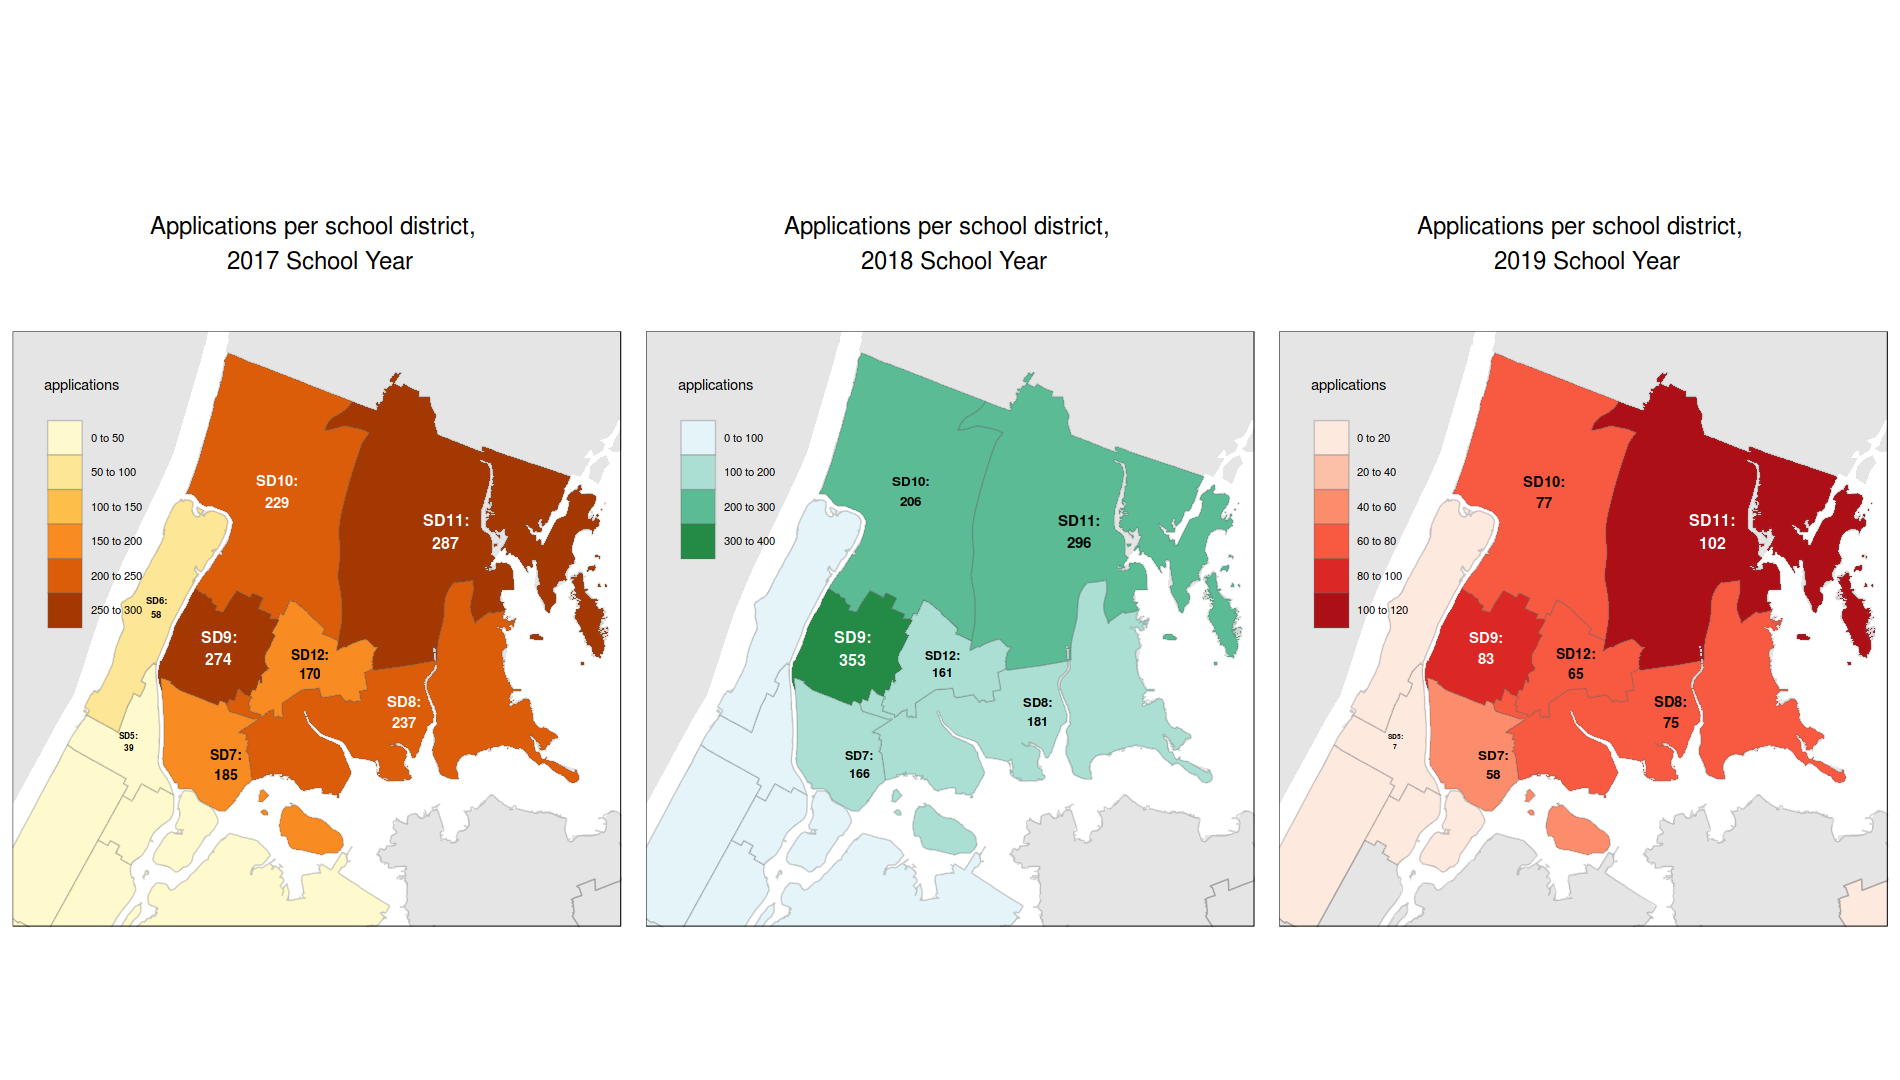 Applications per school district,
2017 School Year
applications
0 to 50
50 to 100
100 to 150
150 to 200
200 to 250
250 to 300
SD10:
229
SD11:
287
SD6:
58
SD9:
274
SD12:
170
SD8:
237
SD5:
39
SD7:
185
Applications per school district,
2018 School Year
applications
0 to 100
100 to 200
200 to 300
300 to 400
SD10:
206
SD11:
296
SD9:
353
SD12:
161
SD8:
181
SD7:
166
Applications per school district,
2019 School Year
applications
0 to 20
20 to 40
40 to 60
60 to 80
80 to 100
100 to 120
SD10:
77
SD11:
102
SD9:
83
SD12:
65
SD8:
75
SD5:
7
SD7:
58